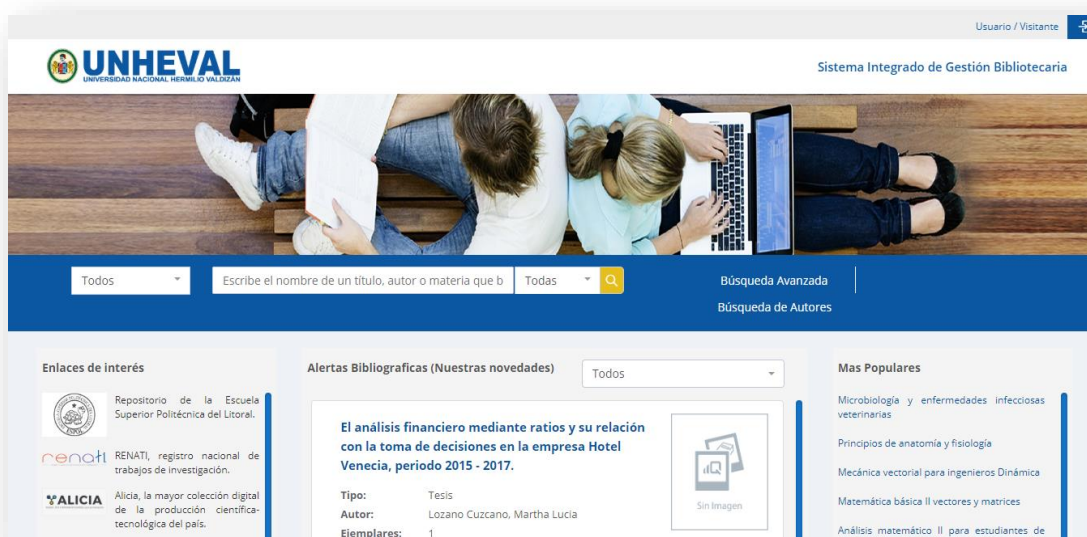 Usuario / Visitante
UNHEVAL
UNIVERSIDAD NACIONAL HERMILIO VALDIZÁN
Sistema Integrado de Gestión Bibliotecaria
Todos
Escribe el nombre de un título, autor o materia que b
Todas
Búsqueda Avanzada
Búsqueda de Autores
Enlaces de interés
ESPOL
Repositorio de la Escuela
Superior Politécnica del Litoral.
renati
RENATI, registro nacional de
trabajos de investigación.
ALICIA
Alicia, la mayor colección digital
de la producción científica-
tecnológica del país.
Alertas Bibliograficas (Nuestras novedades)
Todos
El análisis financiero mediante ratios y su relación
con la toma de decisiones en la empresa Hotel
Venecia, periodo 2015 - 2017.
Tipo: Tesis
Autor: Lozano Cuzcano, Martha Lucia
Ejemplares: 1
Sin Imagen
Mas Populares
Microbiología y enfermedades infecciosas
veterinarias
Principios de anatomía y fisiología
Mecánica vectorial para ingenieros Dinámica
Matemática básica II vectores y matrices
Análisis matemático II para estudiantes de